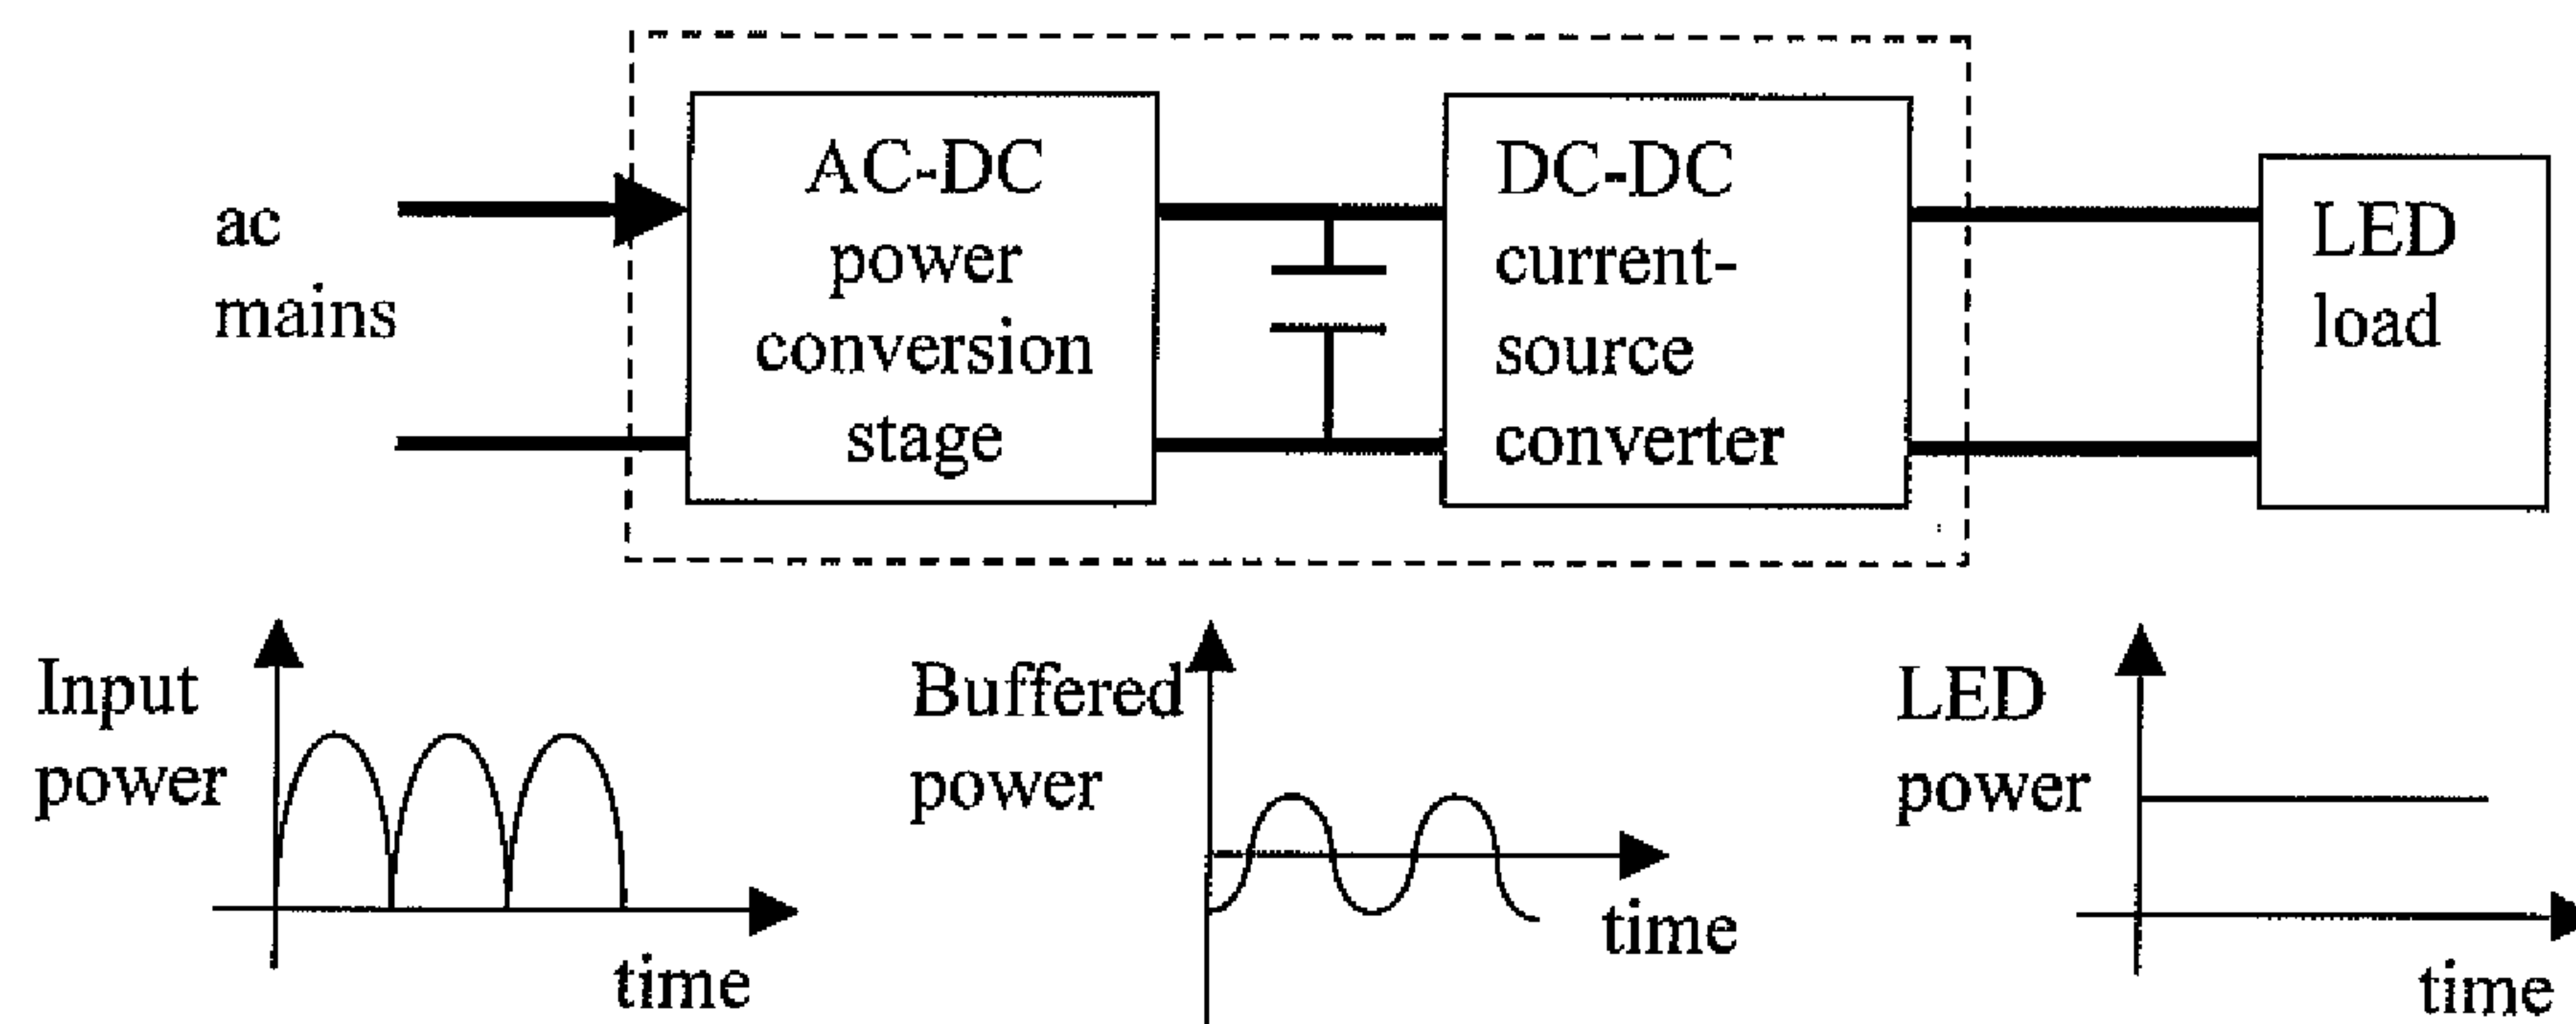 ac
mains
AC-DC
power
conversion
stage
DC-DC
current-
source
converter
LED
load
Input
power
time
Buffered
power
time
LED
power
time